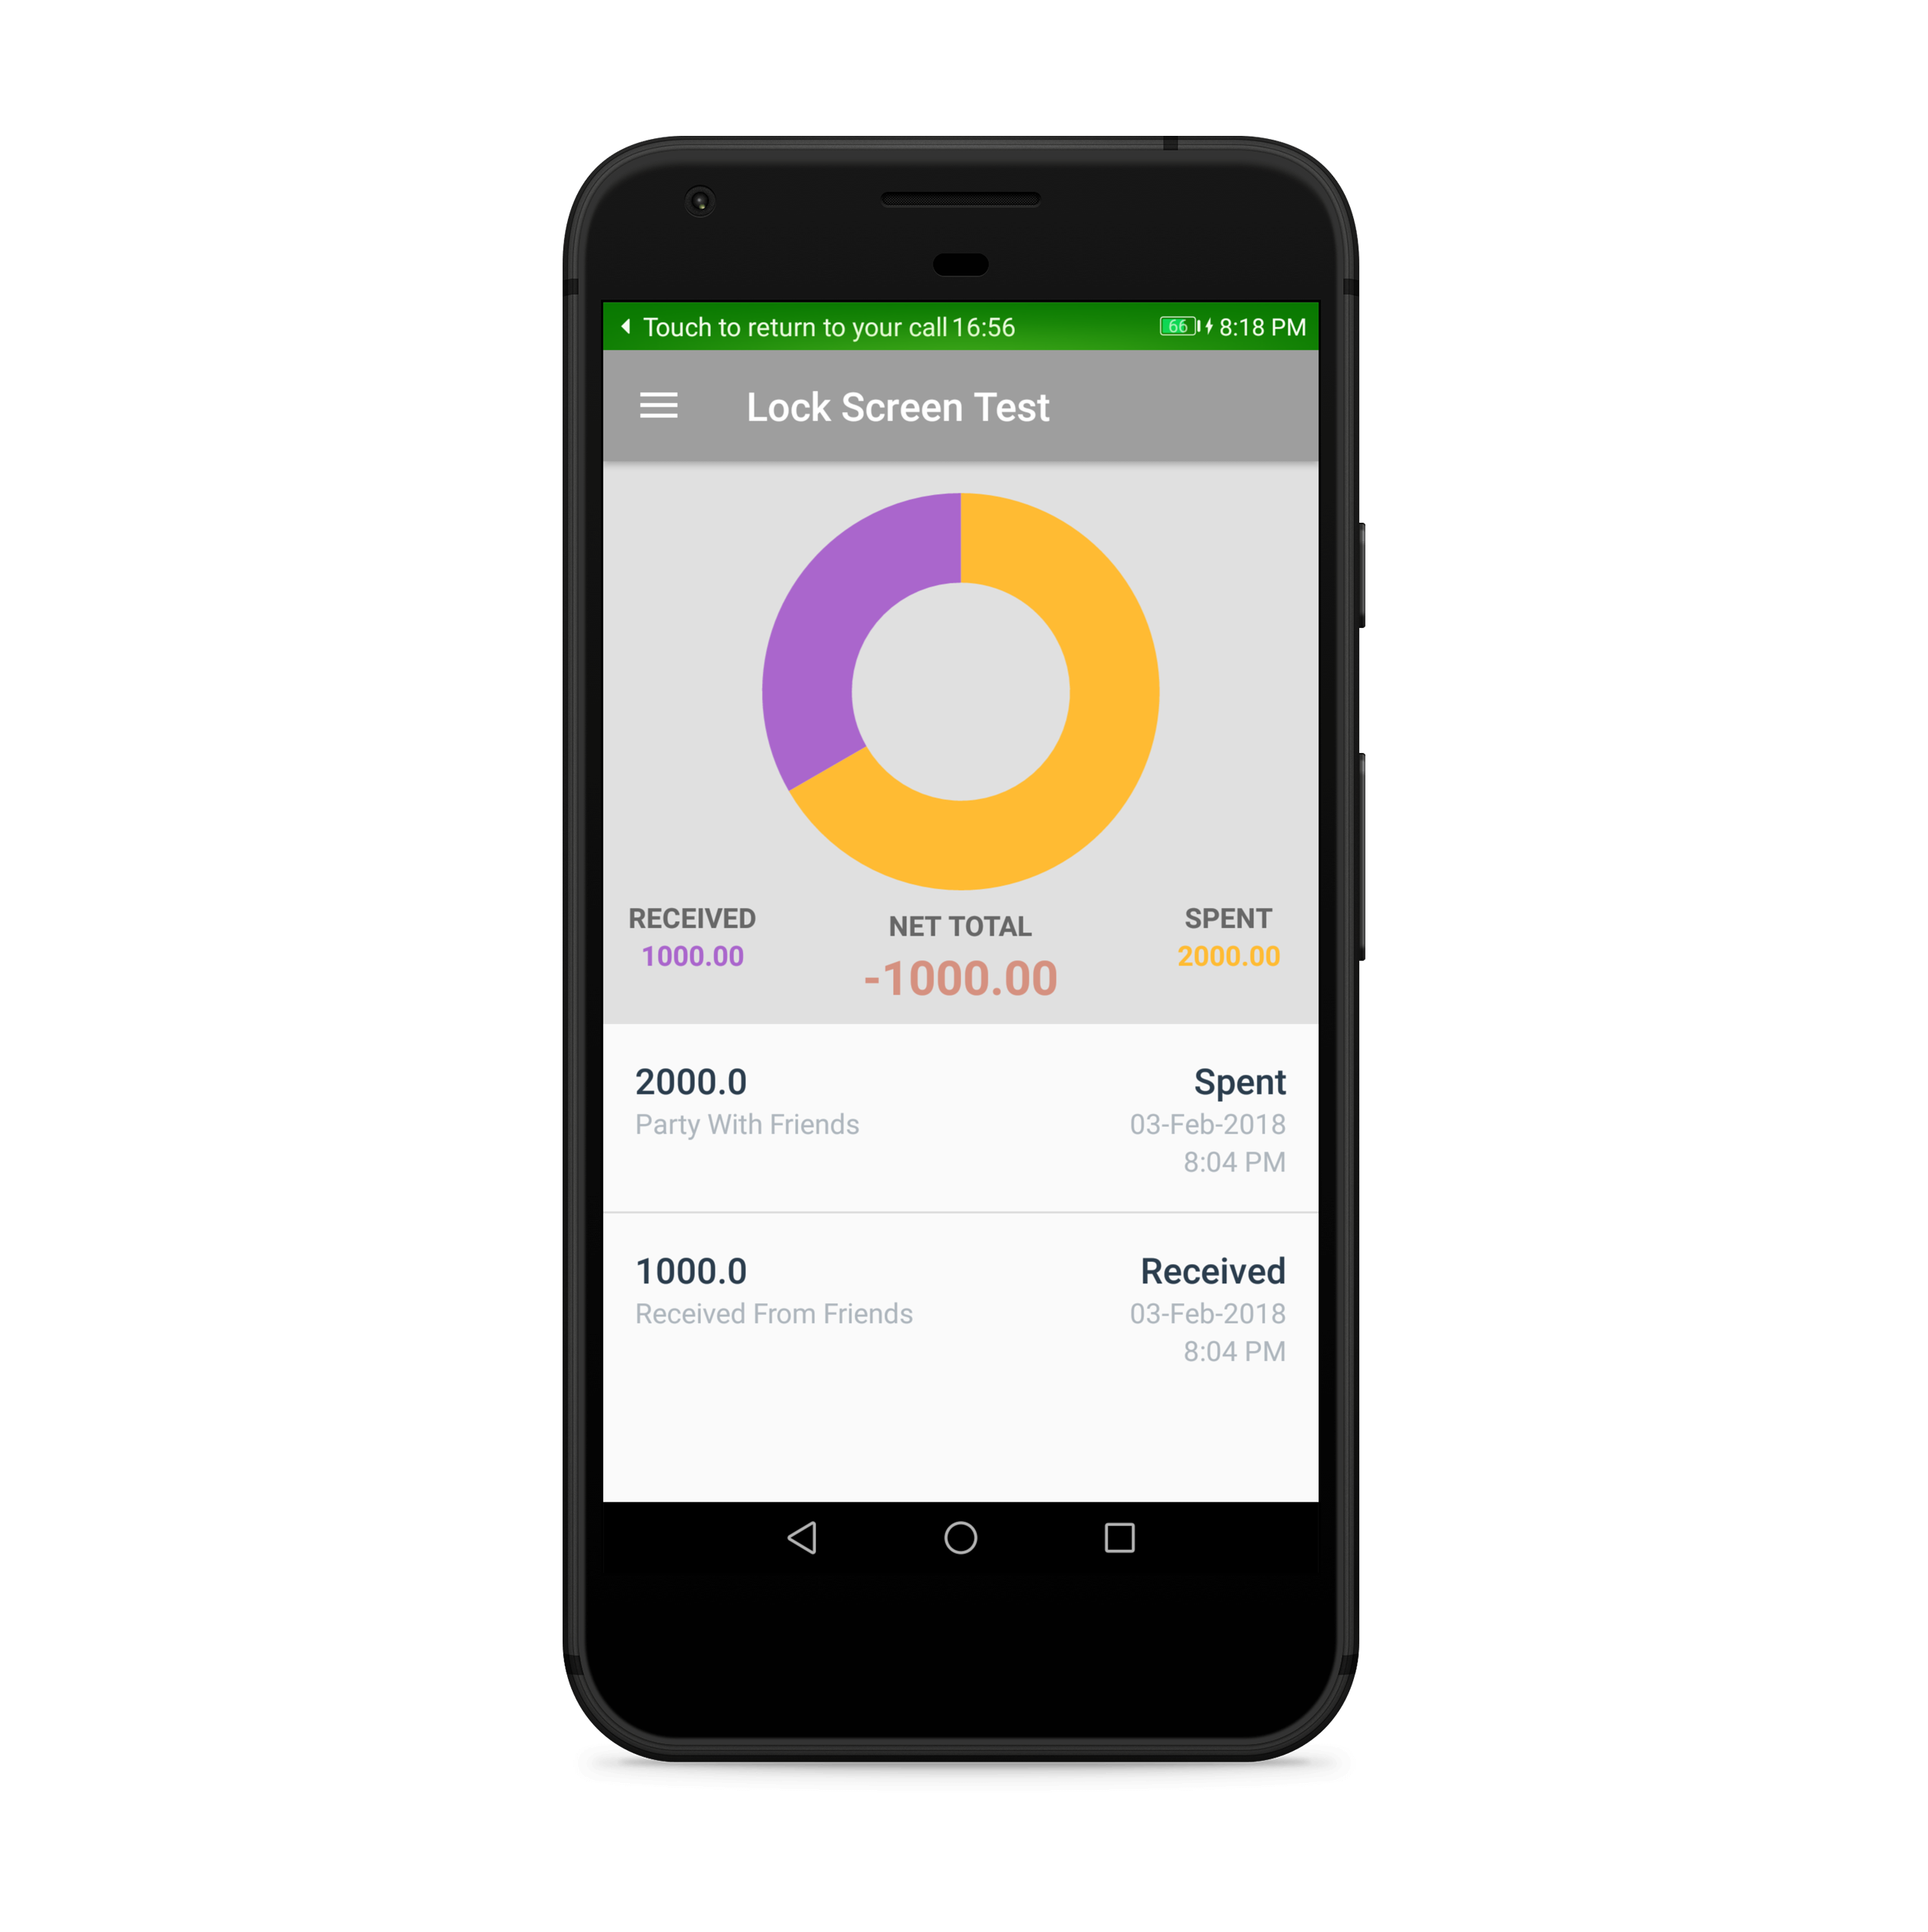 Touch to return to your call 16:56 66 8:18 PM
Lock Screen Test
RECEIVED NET TOTAL SPENT
1000.00 -1000.00 2000.00
2000.0 Spent
Party With Friends 03-Feb-2018
8:04 PM
1000.0 Received
Received From Friends 03-Feb-2018
8:04 PM